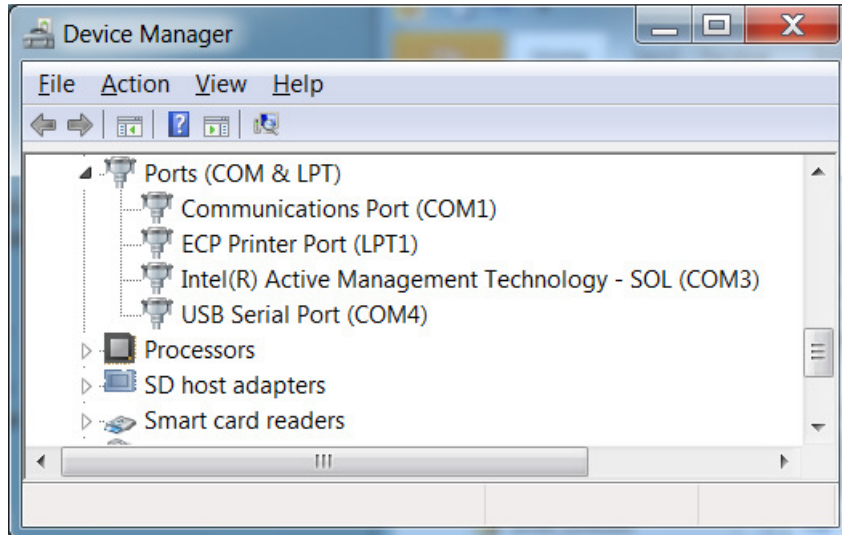 Device Manager
File Action View Help
Ports (COM & LPT)
Communications Port (COM1)
ECP Printer Port (LPT1)
Intel(R) Active Management Technology - SOL (COM3)
USB Serial Port (COM4)
Processors
SD host adapters
Smart card readers